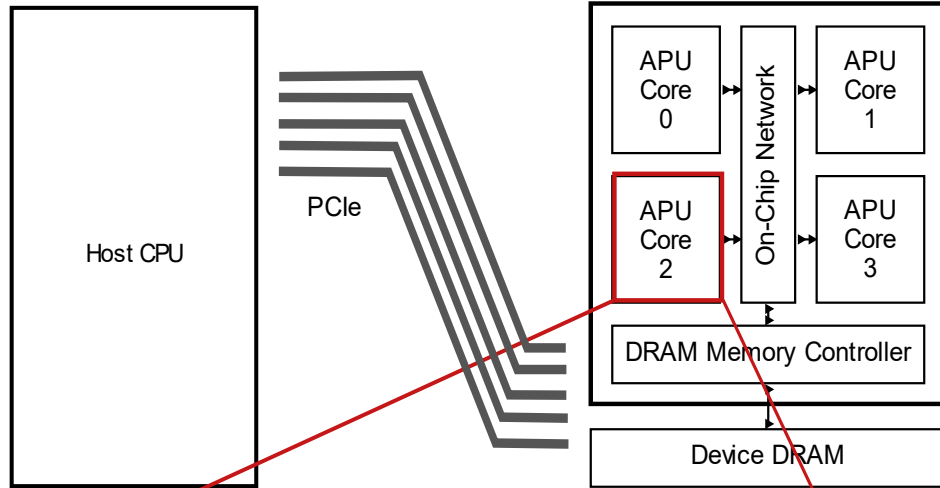 Host CPU
PCIe
APU
Core
0
On-Chip Network
APU
Core
1
APU
Core
2
APU
Core
3
DRAM Memory Controller
Device DRAM